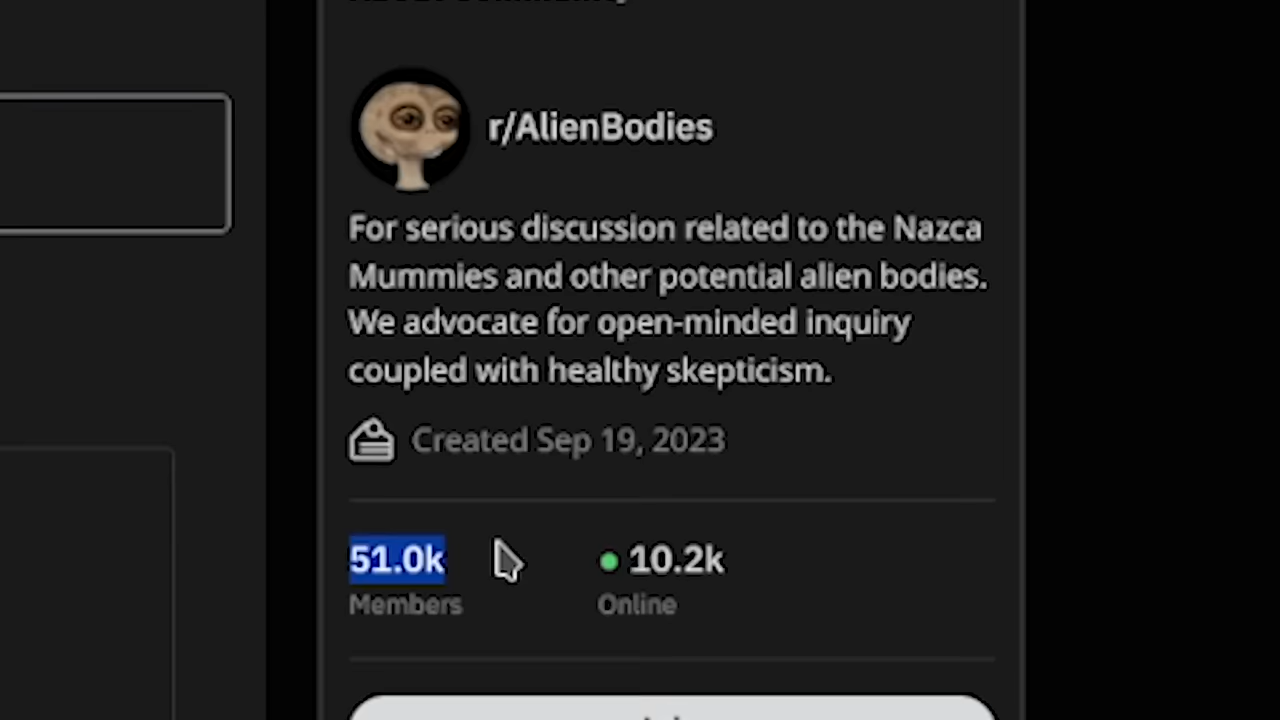 r/AlienBodies
For serious discussion related to the Nazca
Mummies and other potential alien bodies.
We advocate for open-minded inquiry
coupled with healthy skepticism.
Created Sep 19, 2023
51.0k
10.2k
Members
Online